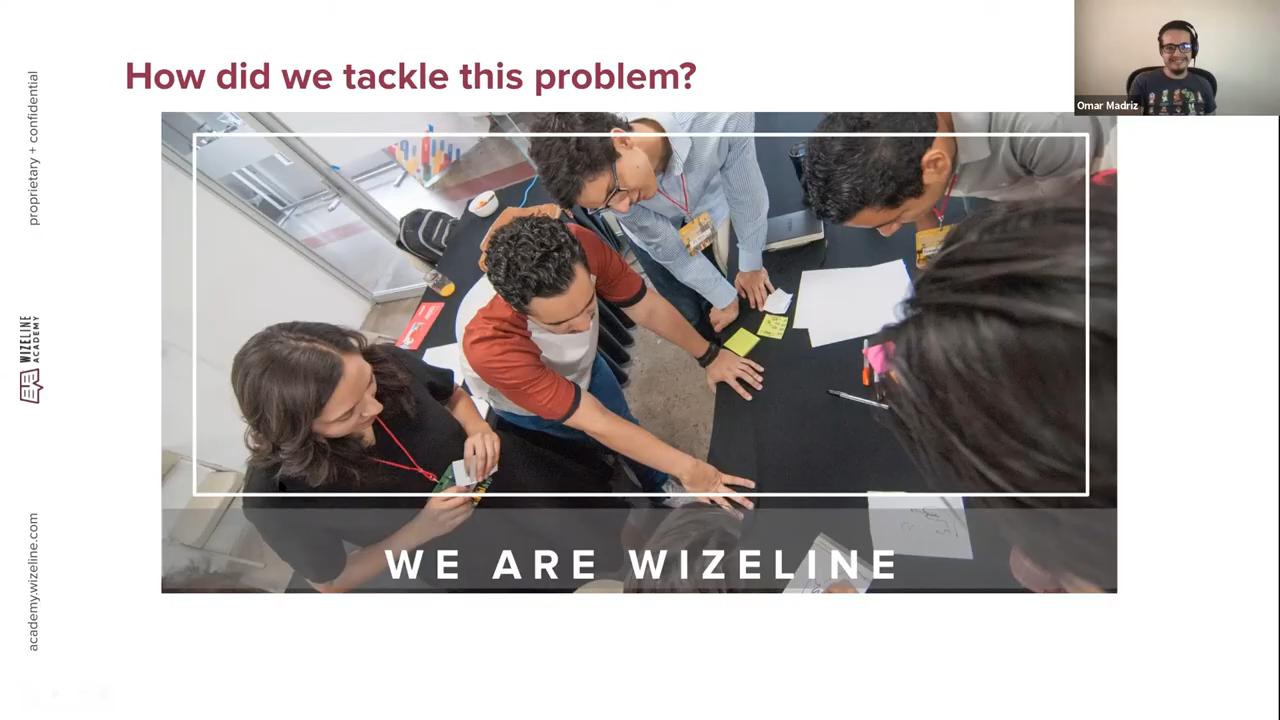 How did we tackle this problem?
Omar Madriz
proprietary + confidential
WIZELINE
ACADEMY
academy.wizeline.com
WE ARE WIZELINE